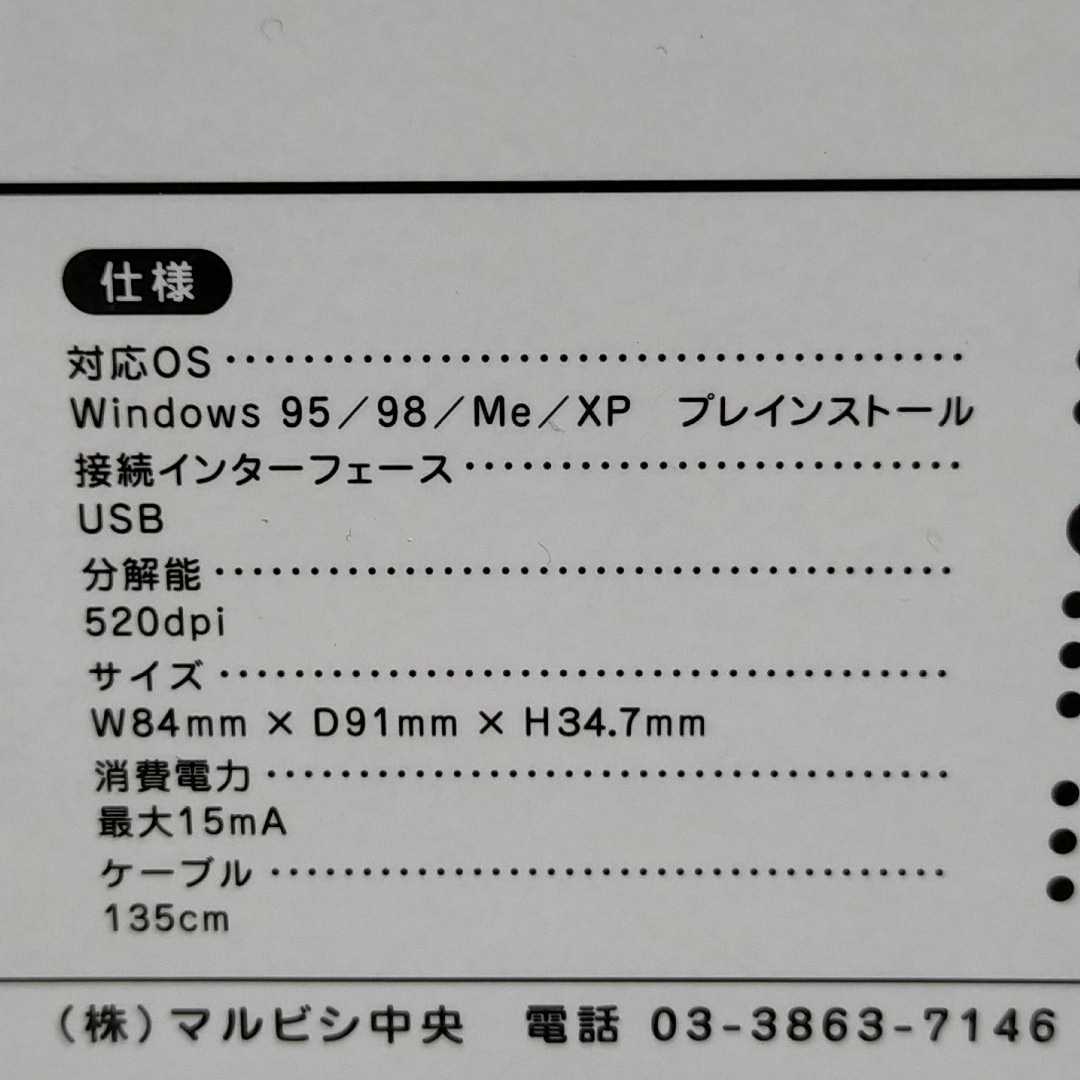 仕様
対応OS･･････････････････････････････････････
Windows 95／98／Me／XP　プレインストール
接続インターフェース･･････････････････････････
USB
分解能･･････････････････････････････････････
520dpi
サイズ･･････････････････････････････････････
W84mm × D91mm × H34.7mm
消費電力･･･････････････････････････････････
最大15mA
ケーブル･･･････････････････････････････････
135cm
（株）マルビシ中央　電話 03-3863-7146